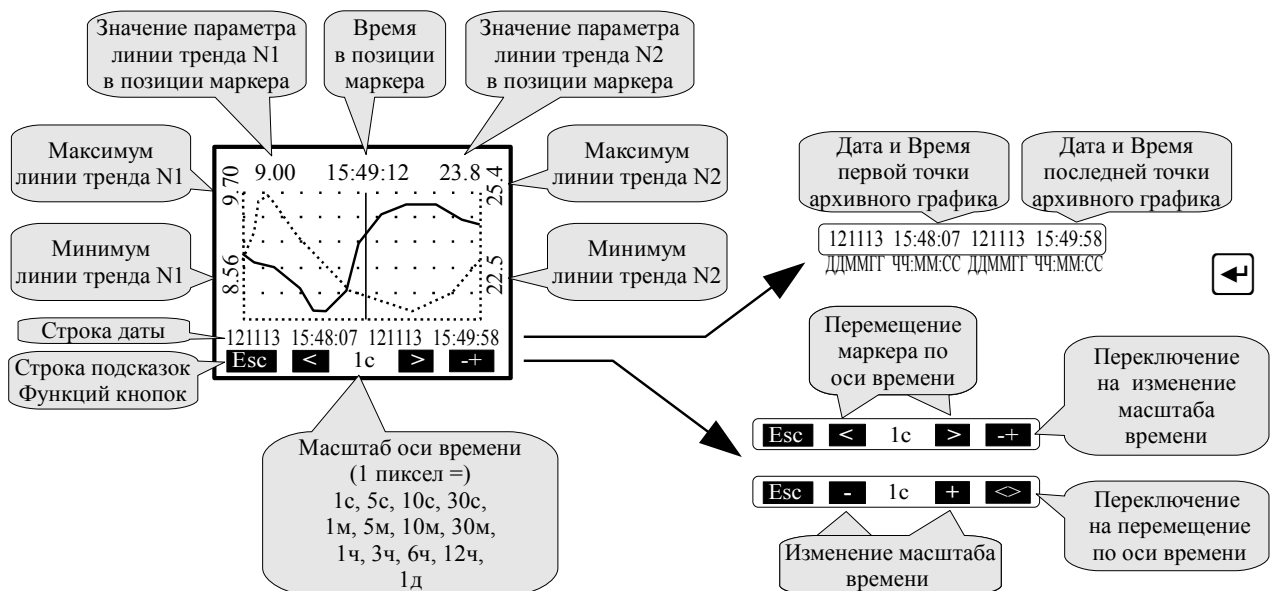 Значение параметра
линии тренда N1
в позиции маркера
Время
в позиции
маркера
Значение параметра
линии тренда N2
в позиции маркера
Максимум
линии тренда N1
Минимум
линии тренда N1
Строка даты
Строка подсказок
Функций кнопок
9.70
8.56
9.00 15:49:12 23.8
25.4
22.5
121113 15:48:07 121113 15:49:58
Esc < 1с > -+
Максимум
линии тренда N2
Минимум
линии тренда N2
Масштаб оси времени
(1 пиксел =)
1с, 5с, 10с, 30с,
1м, 5м, 10м, 30м,
1ч, 3ч, 6ч, 12ч,
1д
Дата и Время
первой точки
архивного графика
Дата и Время
последней точки
архивного графика
121113 15:48:07 121113 15:49:58
ДДММГГ ЧЧ:ММ:СС ДДММГГ ЧЧ:ММ:СС
Перемещение
маркера по
оси времени
Esc < 1с > -+
Переключение
на изменение
масштаба
времени
Esc - 1с + <>
Изменение масштаба
времени
Переключение
на перемещение
по оси времени